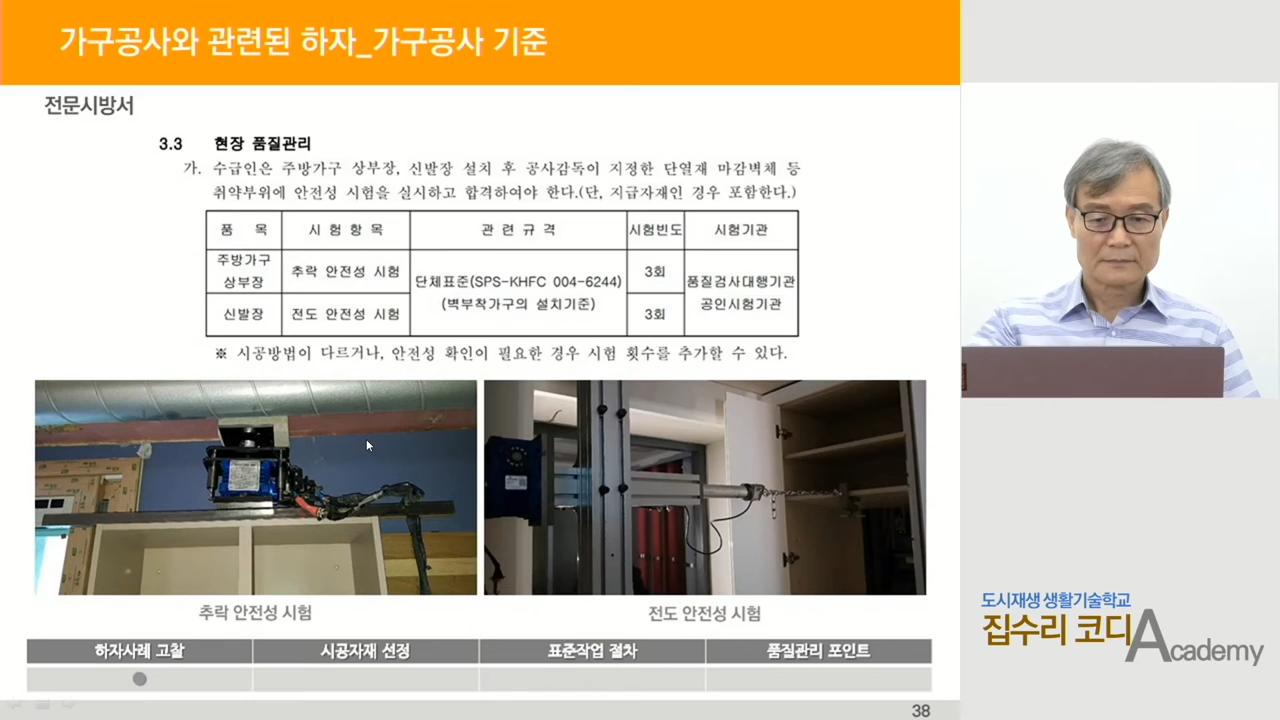 가구공사와 관련된 하자_가구공사 기준
전문시방서
3.3 현장 품질관리
가. 수급인은 주방가구 상부장, 신발장 설치 후 공사감독이 지정한 단열재 마감벽체 등
취약부위에 안전성 시험을 실시하고 합격하여야 한다.(단, 지급자재인 경우 포함한다.)
품 목 시 험 항 목 관 련 규 격 시험빈도 시험기관
주방가구
상부장
추락 안전성 시험
단체표준(SPS-KHFC 004-6244)
(벽부착가구의 설치기준)
3회
품질검사대행기관
공인시험기관
신발장 전도 안전성 시험 3회
※ 시공방법이 다르거나, 안전성 확인이 필요한 경우 시험 횟수를 추가할 수 있다.
추락 안전성 시험 전도 안전성 시험
하자사례 고찰 시공자재 선정 표준작업 절차 품질관리 포인트
38
도시재생 생활기술학교
집수리 코디 Academy